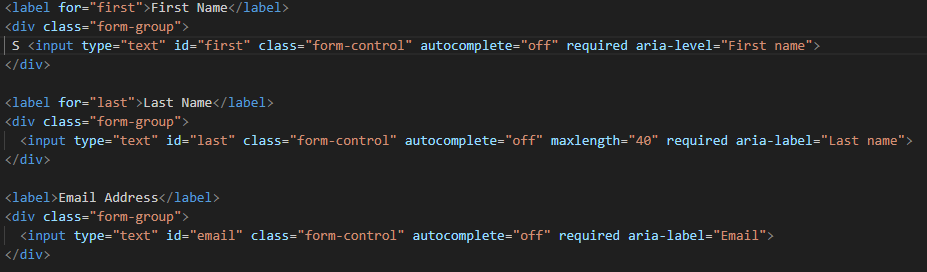 <label for="first">First Name</label>
<div class="form-group">
S <input type="text" id="first" class="form-control" autocomplete="off" required aria-level="First name">
</div>
<label for="last">Last Name</label>
<div class="form-group">
<input type="text" id="last" class="form-control" autocomplete="off" maxlength="40" required aria-label="Last name">
</div>
<label>Email Address</label>
<div class="form-group">
<input type="text" id="email" class="form-control" autocomplete="off" required aria-label="Email">
</div>